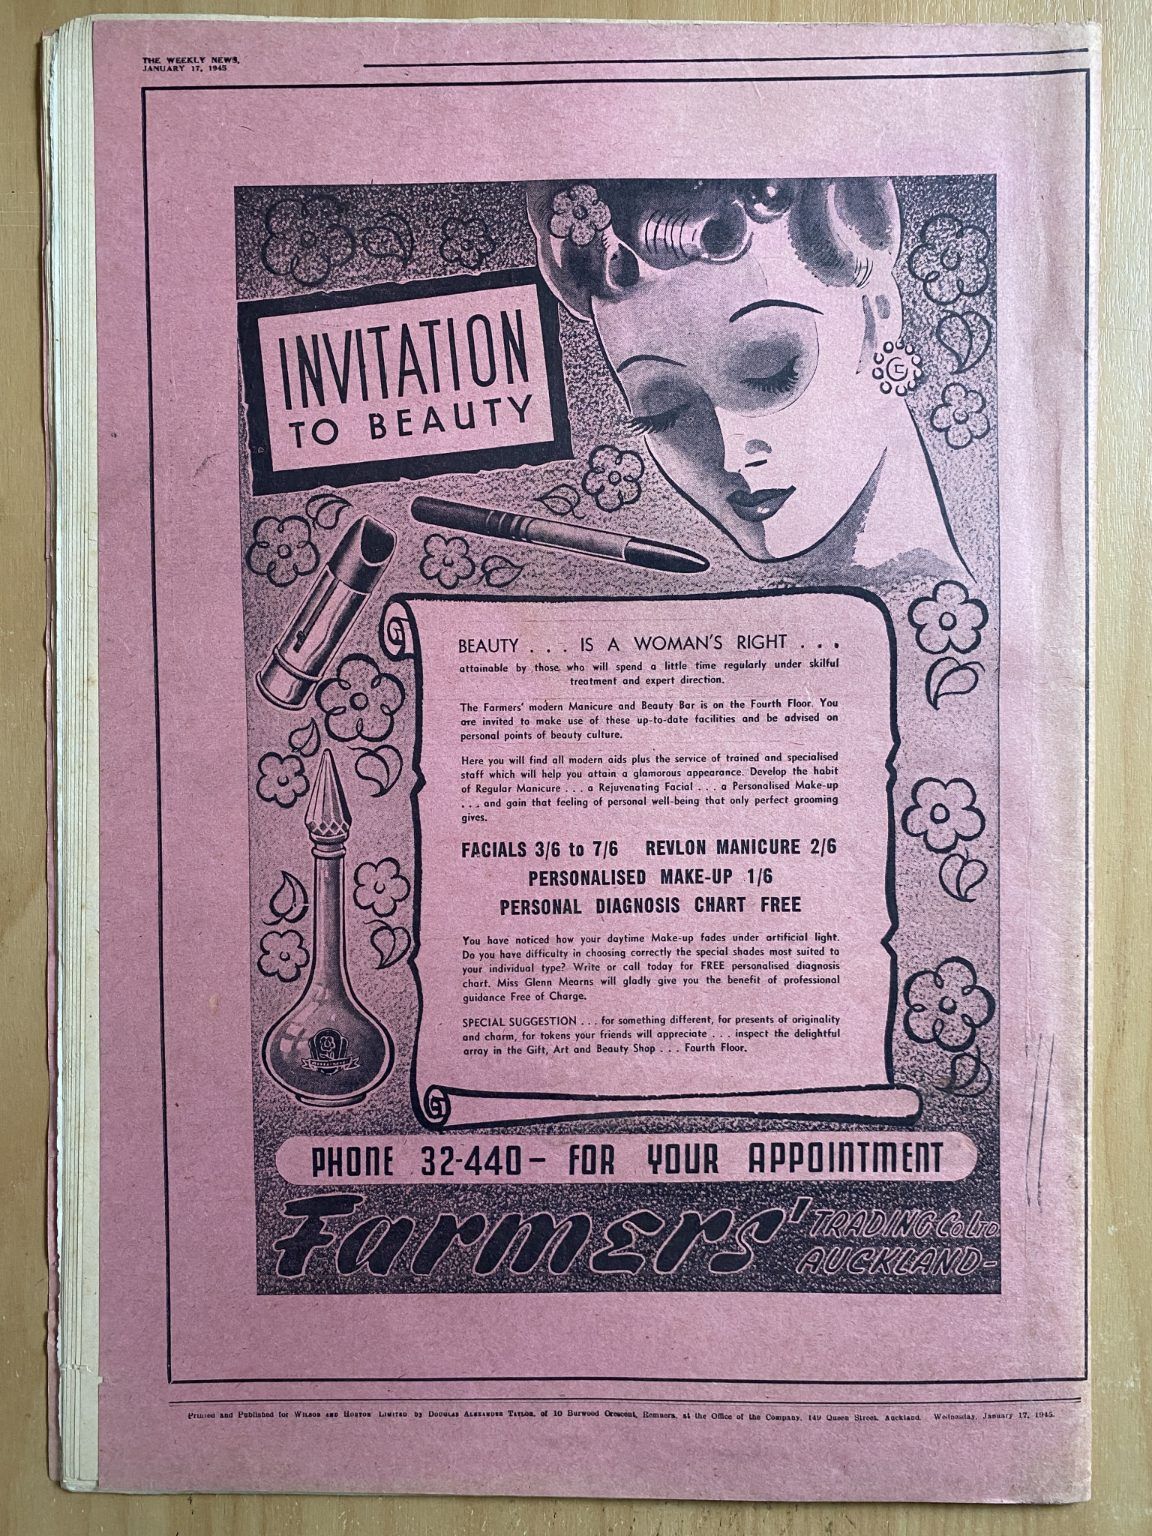 THE WEEKLY NEWS,
JANUARY 17, 1945
INVITATION
TO BEAUTY
BEAUTY . . . IS A WOMAN'S RIGHT . . .
attainable by those who will spend a little time regularly under skilful
treatment and expert direction.
The Farmers' modern Manicure and Beauty Bar is on the Fourth Floor. You
are invited to make use of these up-to-date facilities and be advised on
personal points of beauty culture.
Here you will find all modern aids plus the service of trained and specialised
staff which will help you attain a glamorous appearance. Develop the habit
of Regular Manicure . . . a Rejuvenating Facial . . . a Personalised Make-up
. . . and gain that feeling of personal well-being that only perfect grooming
gives.
FACIALS 3/6 to 7/6 REVLON MANICURE 2/6
PERSONALISED MAKE-UP 1/6
PERSONAL DIAGNOSIS CHART FREE
You have noticed how your daytime Make-up fades under artificial light.
Do you have difficulty in choosing correctly the special shades most suited to
your individual type? Write or call today for FREE personalised diagnosis
chart. Miss Glenn Mearns will gladly give you the benefit of professional
guidance Free of Charge.
SPECIAL SUGGESTION . . . for something different, for presents of originality
and charm, for tokens your friends will appreciate . . . inspect the delightful
array in the Gift, Art and Beauty Shop . . . Fourth Floor.
PHONE 32-440 – FOR YOUR APPOINTMENT
Farmers' TRADING Co LTD
AUCKLAND -
Printed and Published for WILSON AND HORTON LIMITED by DOUGLAS ALEXANDER TAYLOR, of 10 Burwood Crescent, Remuera, at the Office of the Company, 149 Queen Street, Auckland. Wednesday, January 17, 1945.